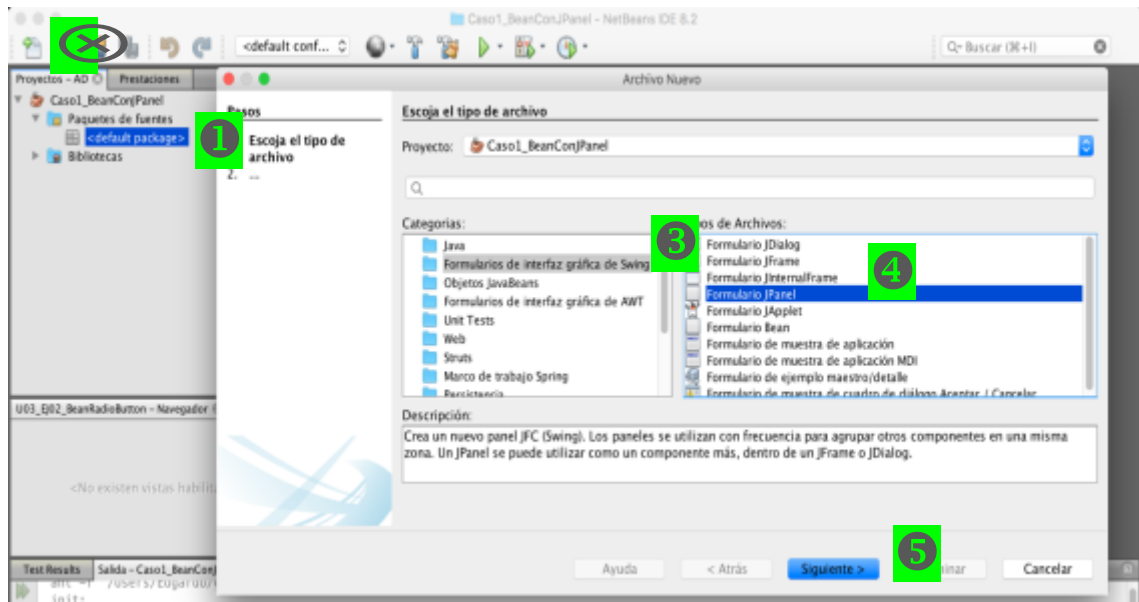 Caso1_BeanConJPanel - NetBeans IDE 8.2
<default conf...
Buscar (⌘+I)
Proyectos - AD
Prestaciones
Archivo Nuevo
Caso1_BeanConJPanel
Paquetes de fuentes
<default package>
Bibliotecas
❶
Pasos
Escoja el tipo de
archivo
2. ...
Escoja el tipo de archivo
Proyecto:
Caso1_BeanConJPanel
Categorías:
Java
Formularios de interfaz gráfica de Swing
Objetos JavaBeans
Formularios de interfaz gráfica de AWT
Unit Tests
Web
Struts
Marco de trabajo Spring
Persistencia
❸
os de Archivos:
❹
Formulario JDialog
Formulario JFrame
Formulario JInternalFrame
Formulario JPanel
Formulario JApplet
Formulario Bean
Formulario de muestra de aplicación
Formulario de muestra de aplicación MDI
Formulario de ejemplo maestro/detalle
Formulario de muestra de cuadro de diálogo Aceptar / Cancelar
Descripción:
Crea un nuevo panel JFC (Swing). Los paneles se utilizan con frecuencia para agrupar otros componentes en una misma
zona. Un JPanel se puede utilizar como un componente más, dentro de un JFrame o JDialog.
U03_EJ02_BeanRadioButton - Navegador
<No existen vistas habilit
❺
Ayuda
< Atrás
Siguiente >
inar
Cancelar
Test Results
Salida - Caso1_BeanConJ
init: